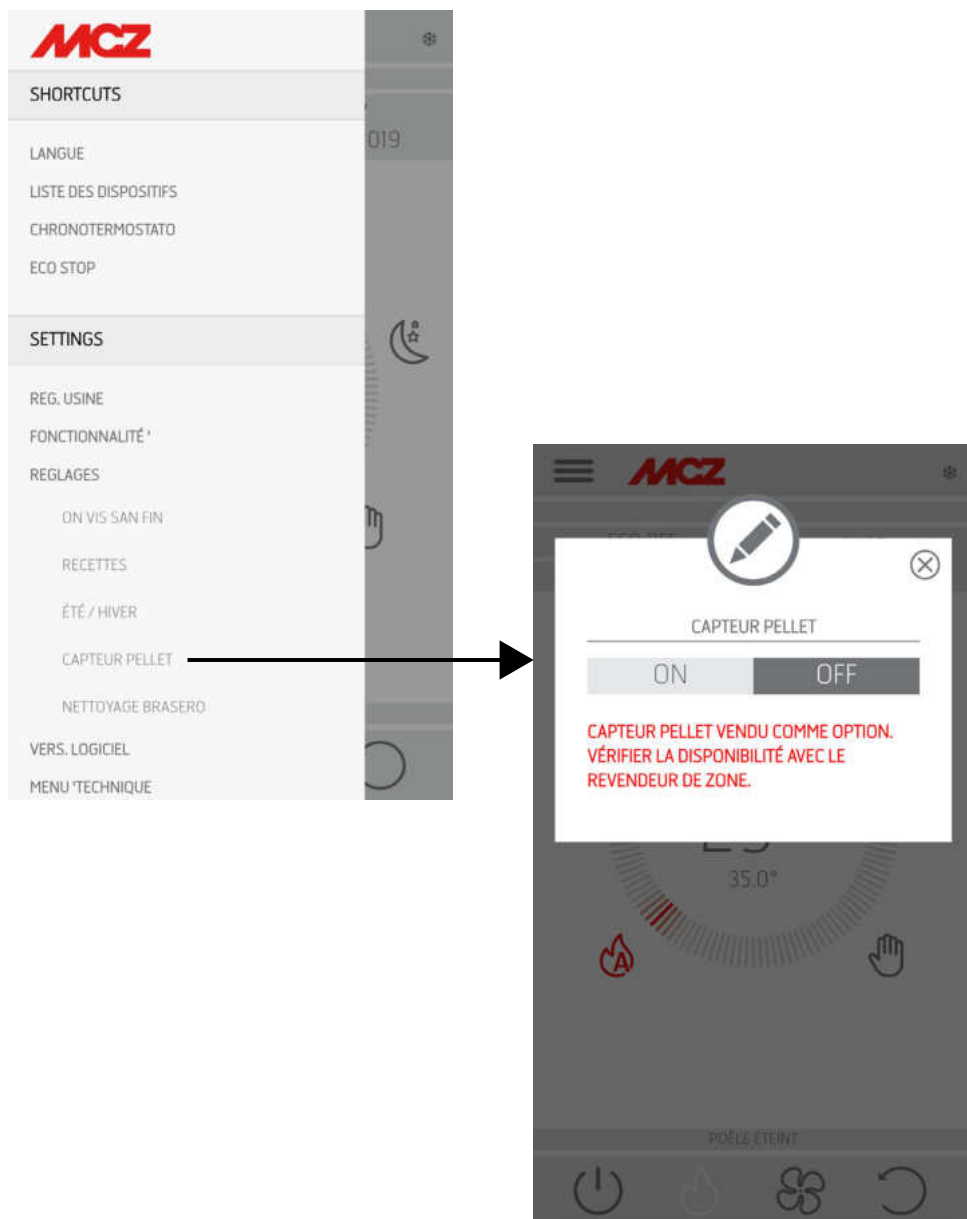 MCZ
SHORTCUTS
019
LANGUE
LISTE DES DISPOSITIFS
CHRONOTERMOSTATO
ECO STOP
SETTINGS
REG. USINE
FONCTIONNALITÉ '
REGLAGES
ON VIS SAN FIN
RECETTES
ÉTÉ / HIVER
CAPTEUR PELLET
NETTOYAGE BRASERO
VERS. LOGICIEL
MENU 'TECHNIQUE
MCZ
CAPTEUR PELLET
ON OFF
CAPTEUR PELLET VENDU COMME OPTION.
VÉRIFIER LA DISPONIBILITÉ AVEC LE
REVENDEUR DE ZONE.
35.0°
A
POÊLE ÉTEINT